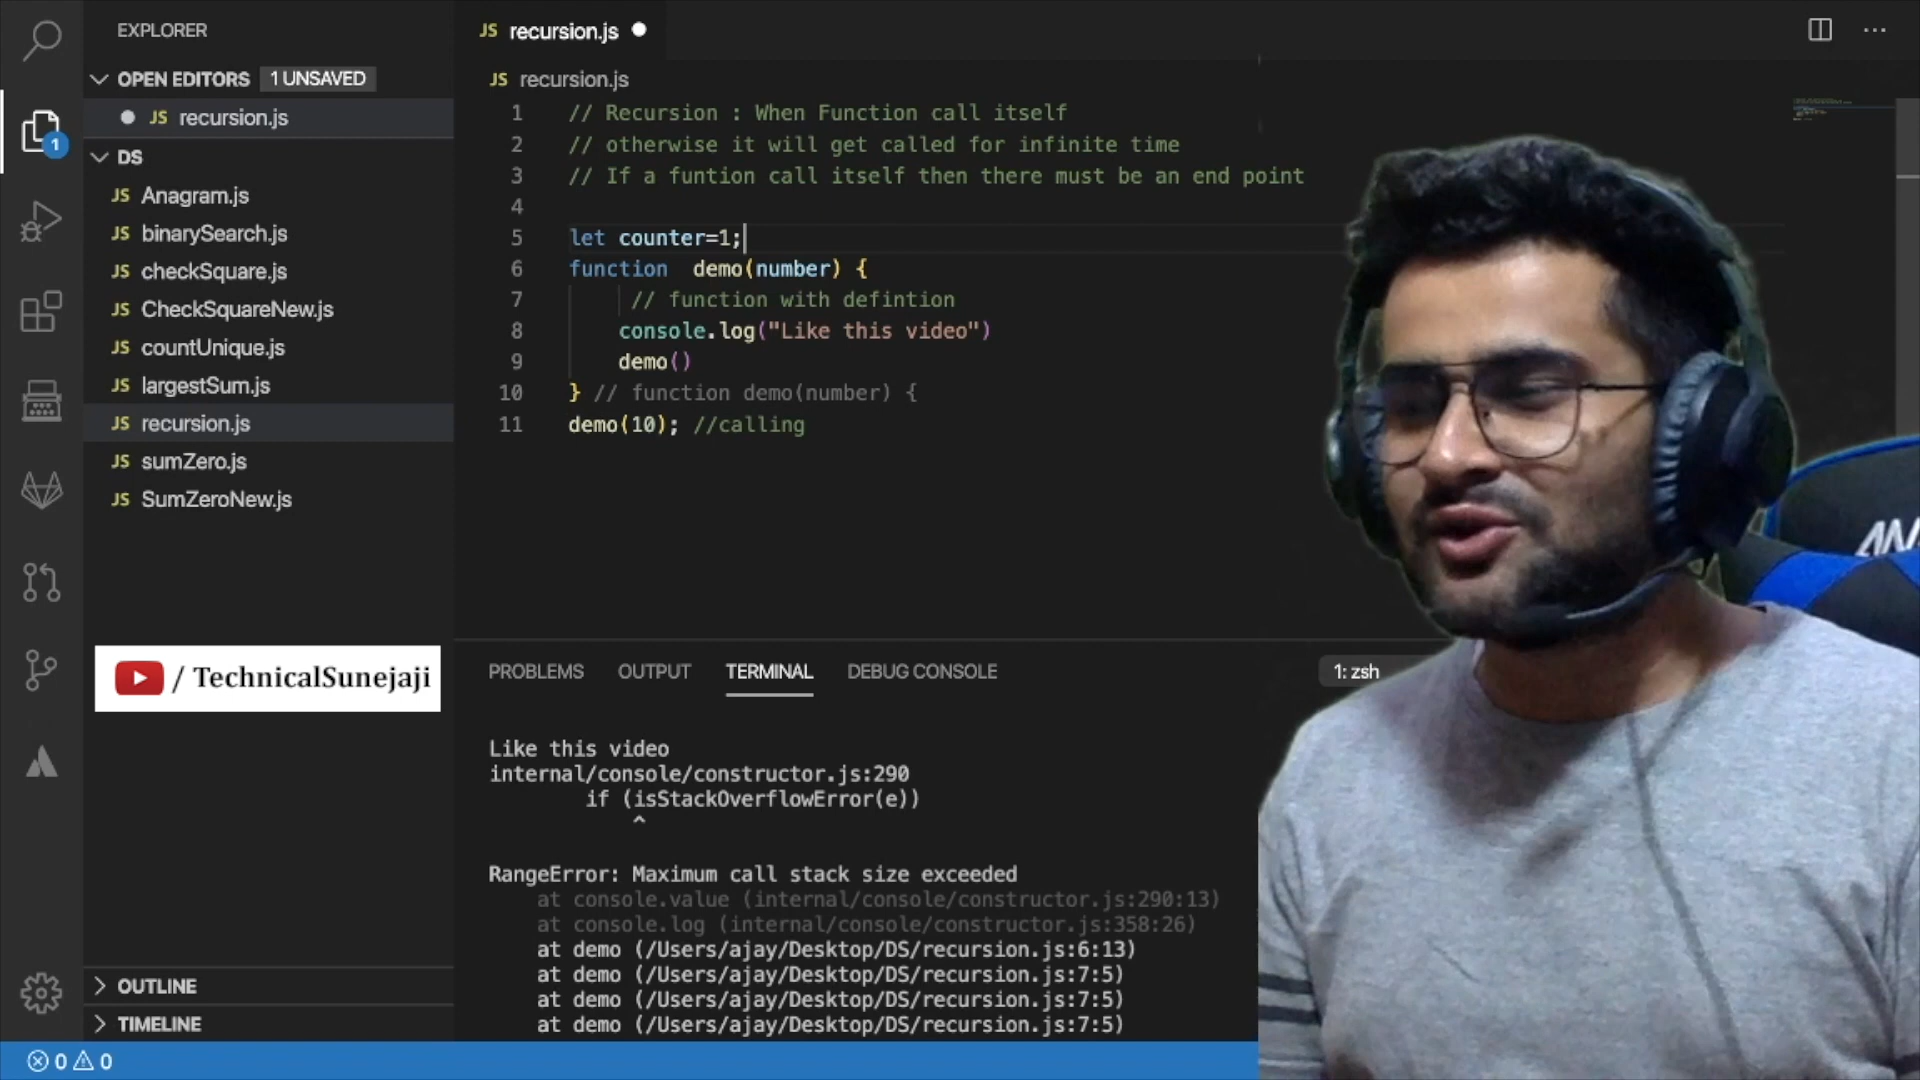 EXPLORER
OPEN EDITORS 1 UNSAVED
JS recursion.js
DS
JS Anagram.js
JS binarySearch.js
JS checkSquare.js
JS CheckSquareNew.js
JS countUnique.js
JS largestSum.js
JS recursion.js
JS sumZero.js
JS SumZeroNew.js
/ TechnicalSunejaji
OUTLINE
TIMELINE
1
JS recursion.js
JS recursion.js
1 // Recursion : When Function call itself
2 // otherwise it will get called for infinite time
3 // If a funtion call itself then there must be an end point
4
5 let counter=1;
6 function  demo(number) {
7 // function with defintion
8 console.log("Like this video")
9 demo()
10 } // function demo(number) {
11 demo(10); //calling
PROBLEMS OUTPUT TERMINAL DEBUG CONSOLE 1: zsh
Like this video
internal/console/constructor.js:290
if (isStackOverflowError(e))
^
RangeError: Maximum call stack size exceeded
at console.value (internal/console/constructor.js:290:13)
at console.log (internal/console/constructor.js:358:26)
at demo (/Users/ajay/Desktop/DS/recursion.js:6:13)
at demo (/Users/ajay/Desktop/DS/recursion.js:7:5)
at demo (/Users/ajay/Desktop/DS/recursion.js:7:5)
at demo (/Users/ajay/Desktop/DS/recursion.js:7:5)
0 0